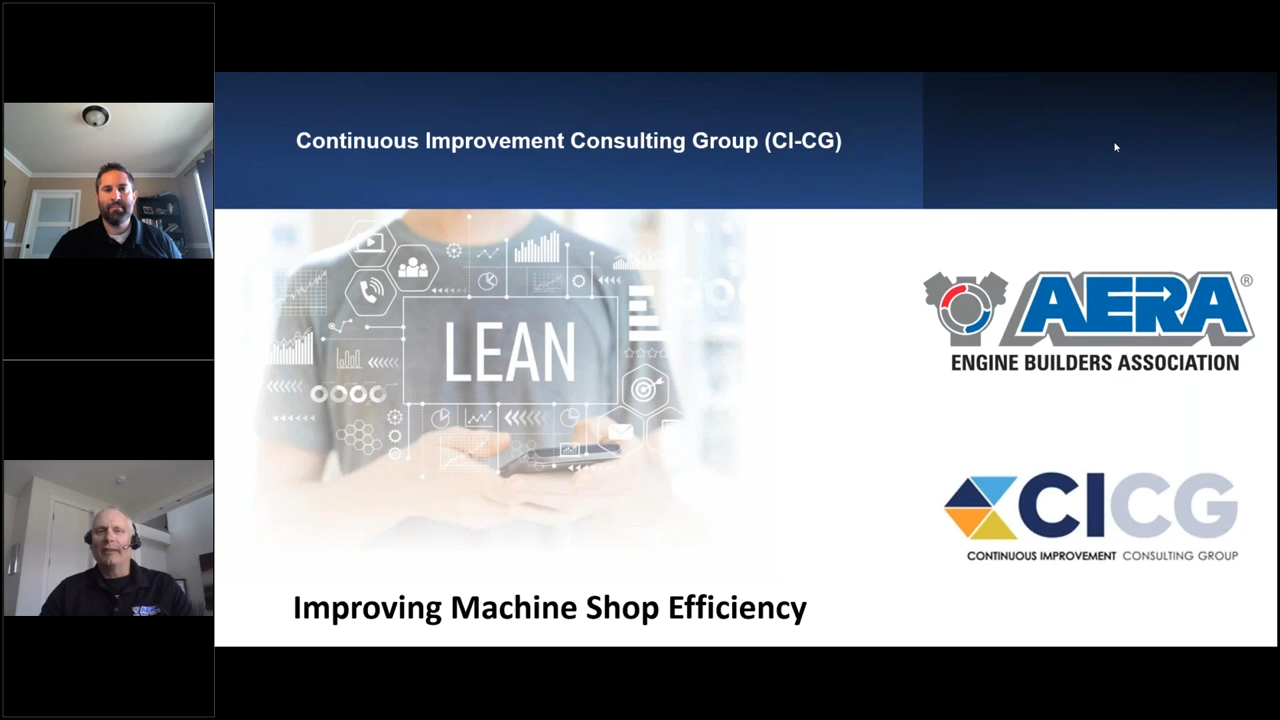 Continuous Improvement Consulting Group (CI-CG)
LEAN
AERA®
ENGINE BUILDERS ASSOCIATION
CICG
CONTINUOUS IMPROVEMENT CONSULTING GROUP
Improving Machine Shop Efficiency
AERA